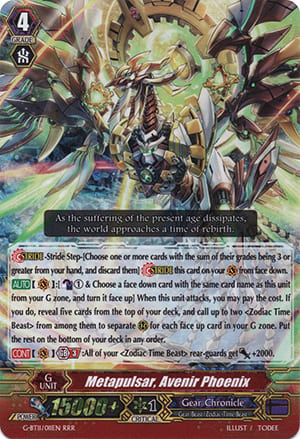 4
GRADE
As the suffering of the present age dissipates,
the world approaches a time of rebirth.
STRIDE -Stride Step-[Choose one or more cards with the sum of their grades being 3 or
greater from your hand, and discard them] STRIDE this card on your from face down.
AUTO : [ 1 & Choose a face down card with the same card name as this unit
from your G zone, and turn it face up] When this unit attacks, you may pay the cost. If
you do, reveal five cards from the top of your deck, and call up to two <Zodiac Time
Beast> from among them to separate for each face up card in your G zone. Put
the rest on the bottom of your deck in any order.
CONT : GB 3 :All of your <Zodiac Time Beast> rear-guards get +2000.
G
UNIT
Metapulsar, Avenir Phoenix
POWER
15000+
1
CRITICAL
Gear Chronicle
Gear Beast/Zodiac Time Beast
G-BT11/011EN RRR
ILLUST / TODEE